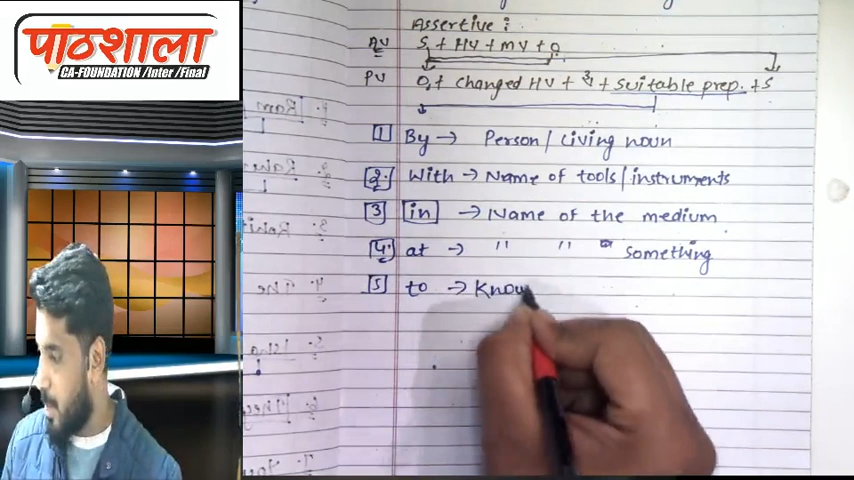 पाठशाला
CA-FOUNDATION/Inter/Final
Assertive :
AV S + HV + MV + O
PV O, + Changed HV + V3 + Suitable prep. + S
1 By → Person / Living noun
2. With → Name of tools / instruments
3 in → Name of the medium
4. at → " " something
5 to → Know